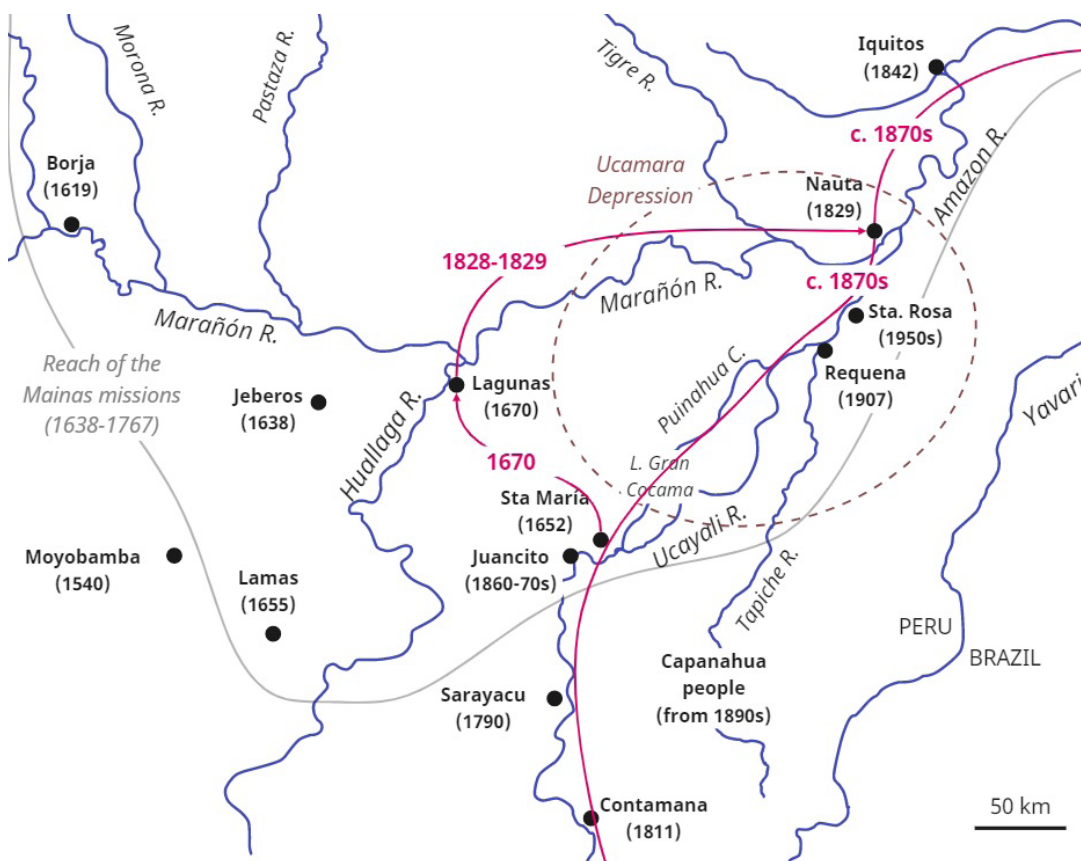 Morona R.
Pastaza R.
Tigre R.
Iquitos
(1842)
c. 1870s
Amazon R.
Borja
(1619)
Ucamara
Depression
Nauta
(1829)
1828-1829
c. 1870s
Marañón R.
Marañón R.
Sta. Rosa
(1950s)
Reach of the
Mainas missions
(1638-1767)
Jeberos
(1638)
Huallaga R.
Lagunas
(1670)
Puinahua C.
Requena
(1907)
Yavari
1670
L. Gran
Cocama
Sta María
(1652)
Ucayali R.
Juancito
(1860-70s)
Moyobamba
(1540)
Lamas
(1655)
Tapiche R.
PERU
BRAZIL
Capanahua
people
(from 1890s)
Sarayacu
(1790)
Contamana
(1811)
50 km